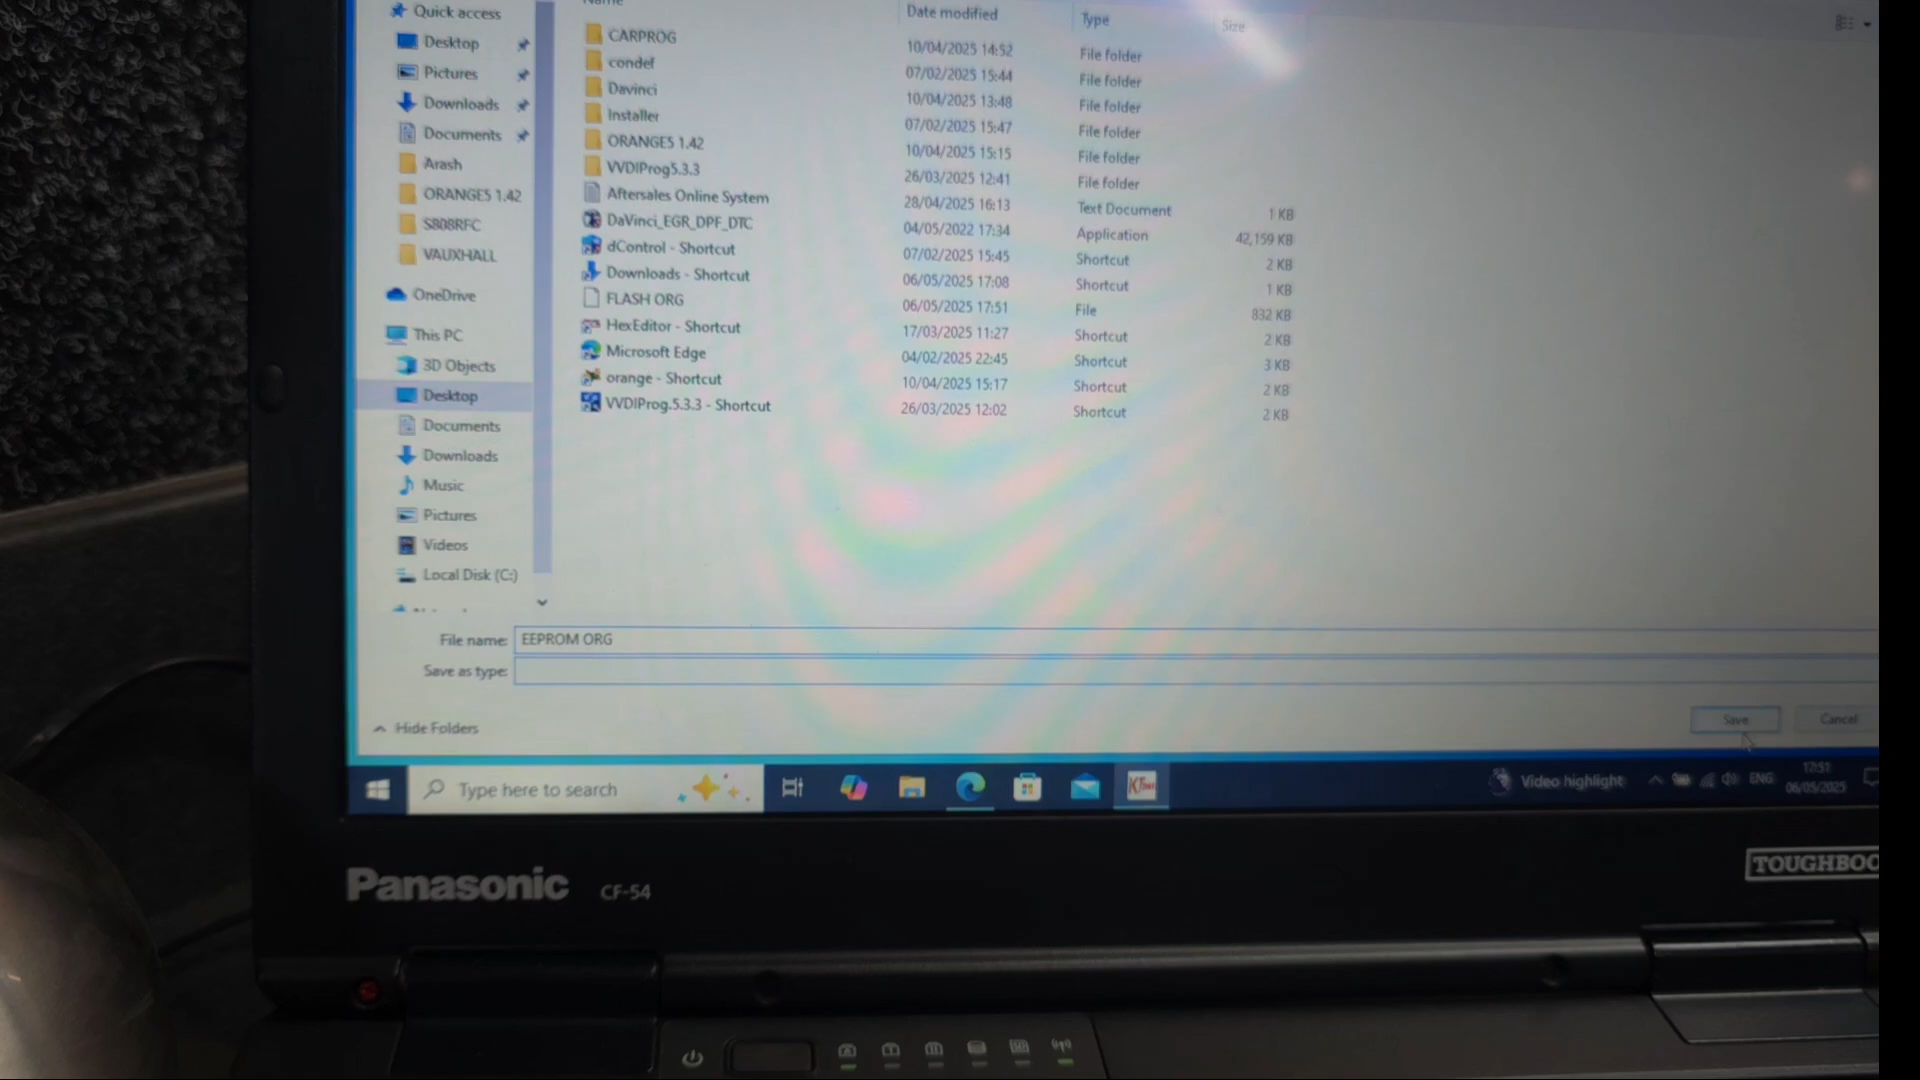 Quick access
Desktop
Pictures
Downloads
Documents
Arash
ORANGE5 1.42
S808RFC
VAUXHALL
OneDrive
This PC
3D Objects
Desktop
Documents
Downloads
Music
Pictures
Videos
Local Disk (C:)
Name Date modified Type Size
CARPROG 10/04/2025 14:52 File folder
condef 07/02/2025 15:44 File folder
Davinci 10/04/2025 13:48 File folder
Installer 07/02/2025 15:47 File folder
ORANGE5 1.42 10/04/2025 15:15 File folder
VVDIProg5.3.3 26/03/2025 12:41 File folder
Aftersales Online System 28/04/2025 16:13 Text Document 1 KB
DaVinci_EGR_DPF_DTC 04/05/2022 17:34 Application 42,159 KB
dControl - Shortcut 07/02/2025 15:45 Shortcut 2 KB
Downloads - Shortcut 06/05/2025 17:08 Shortcut 1 KB
FLASH ORG 06/05/2025 17:51 File 832 KB
HexEditor - Shortcut 17/03/2025 11:27 Shortcut 2 KB
Microsoft Edge 04/02/2025 22:45 Shortcut 3 KB
orange - Shortcut 10/04/2025 15:17 Shortcut 2 KB
VVDIProg.5.3.3 - Shortcut 26/03/2025 12:02 Shortcut 2 KB
File name: EEPROM ORG
Save as type:
Hide Folders
Save Cancel
Type here to search
Video highlight
ENG
17:51
06/05/2025
Panasonic CF-54
TOUGHBOO